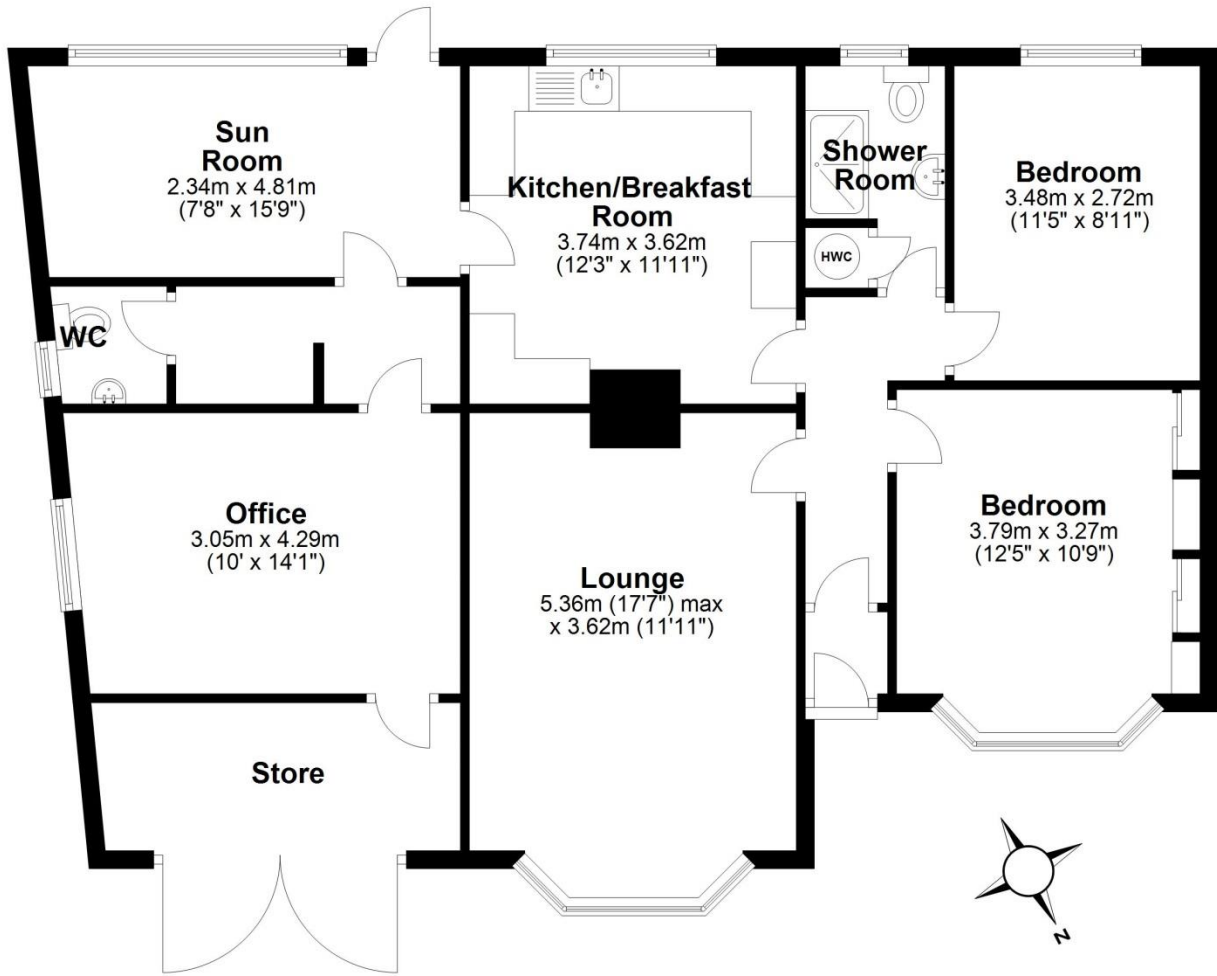 Sun
Room
2.34m x 4.81m
(7'8" x 15'9")
Kitchen/Breakfast
Room
3.74m x 3.62m
(12'3" x 11'11")
Shower
Room
HWC
Bedroom
3.48m x 2.72m
(11'5" x 8'11")
WC
Office
3.05m x 4.29m
(10' x 14'1")
Lounge
5.36m (17'7") max
x 3.62m (11'11")
Bedroom
3.79m x 3.27m
(12'5" x 10'9")
Store
N